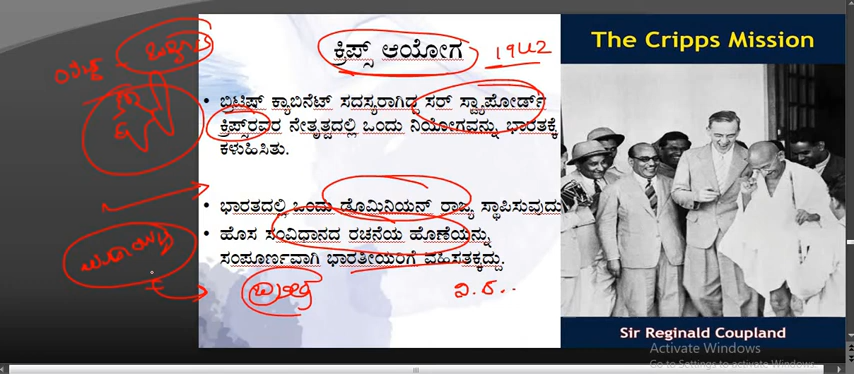 ಕ್ರಿಪ್ಸ್ ಆಯೋಗ 1942
• ಬ್ರಿಟಿಷ್ ಕ್ಯಾಬಿನೆಟ್ ಸದಸ್ಯರಾಗಿದ್ದ ಸರ್ ಸ್ಟ್ಯಾಪೋರ್ಡ್
ಕ್ರಿಪ್ಸ್‌ರವರ ನೇತೃತ್ವದಲ್ಲಿ ಒಂದು ನಿಯೋಗವನ್ನು ಭಾರತಕ್ಕೆ
ಕಳುಹಿಸಿತು.
• ಭಾರತದಲ್ಲಿ ಒಂದು ಡೊಮಿನಿಯನ್ ರಾಜ್ಯ ಸ್ಥಾಪಿಸುವುದು
• ಹೊಸ ಸಂವಿಧಾನದ ರಚನೆಯ ಹೊಣೆಯನ್ನು
ಸಂಪೂರ್ಣವಾಗಿ ಭಾರತೀಯರಿಗೆ ವಹಿಸತಕ್ಕದ್ದು.
The Cripps Mission
Sir Reginald Coupland
Activate Windows
Go to Settings to activate Windows.